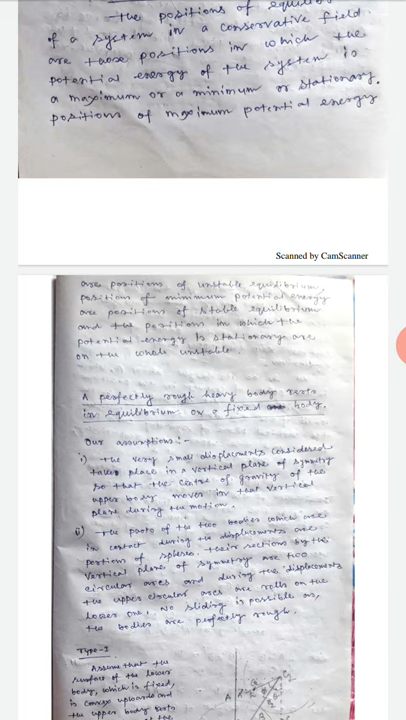 the positions of
of a system in a conservative field
are those positions in which the
potential energy of the system is
a maximum or a minimum or stationary.
positions of maximum potential energy
Scanned by CamScanner
are positions of unstable equilibrium,
positions of minimum potential energy
are positions of stable equilibrium
and the positions in which the
potential energy is stationary are
on the whole unstable
A perfectly rough heavy body rests
in equilibrium on a fixed body.
Our assumptions:-
i) the very small displacements considered
takes place in a vertical plane of symmetry
so that the centre of gravity of the
upper body moves in that vertical
plane during the motion.
ii) The parts of the two bodies which are
in contact during the displacements are
portions of spheres. their sections by the
vertical plane of symmetry are two
circular arcs and during the displacements
the upper circular arcs rolls on the
lower one, No sliding is possible as,
the bodies are perfectly rough.
Type-I
Assume that the
surface of the lower
body, which is fixed,
is convex upwards and
the upper body rests
of the
A